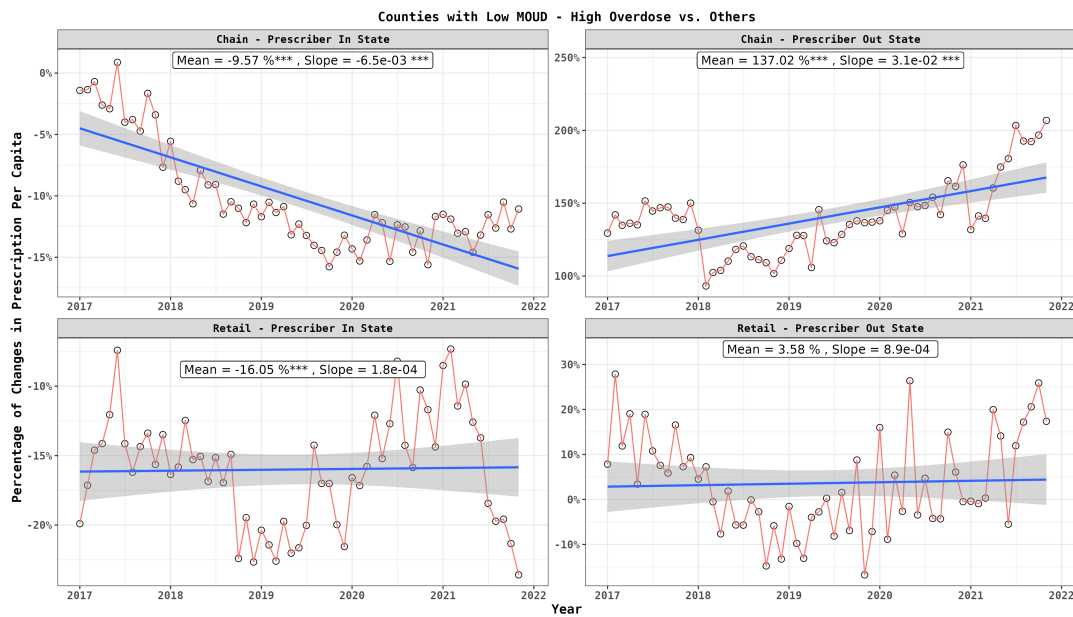 Counties with Low MOUD - High Overdose vs. Others
Percentage of Changes in Prescription Per Capita
Chain - Prescriber In State
Mean = -9.57 %*** , Slope = -6.5e-03 ***
0%
-5%
-10%
-15%
2017 2018 2019 2020 2021 2022
Chain - Prescriber Out State
Mean = 137.02 %*** , Slope = 3.1e-02 ***
250%
200%
150%
100%
2017 2018 2019 2020 2021 2022
Retail - Prescriber In State
Mean = -16.05 %*** , Slope = 1.8e-04
-10%
-15%
-20%
2017 2018 2019 2020 2021 2022
Retail - Prescriber Out State
Mean = 3.58 % , Slope = 8.9e-04
30%
20%
10%
0%
-10%
2017 2018 2019 2020 2021 2022
Year